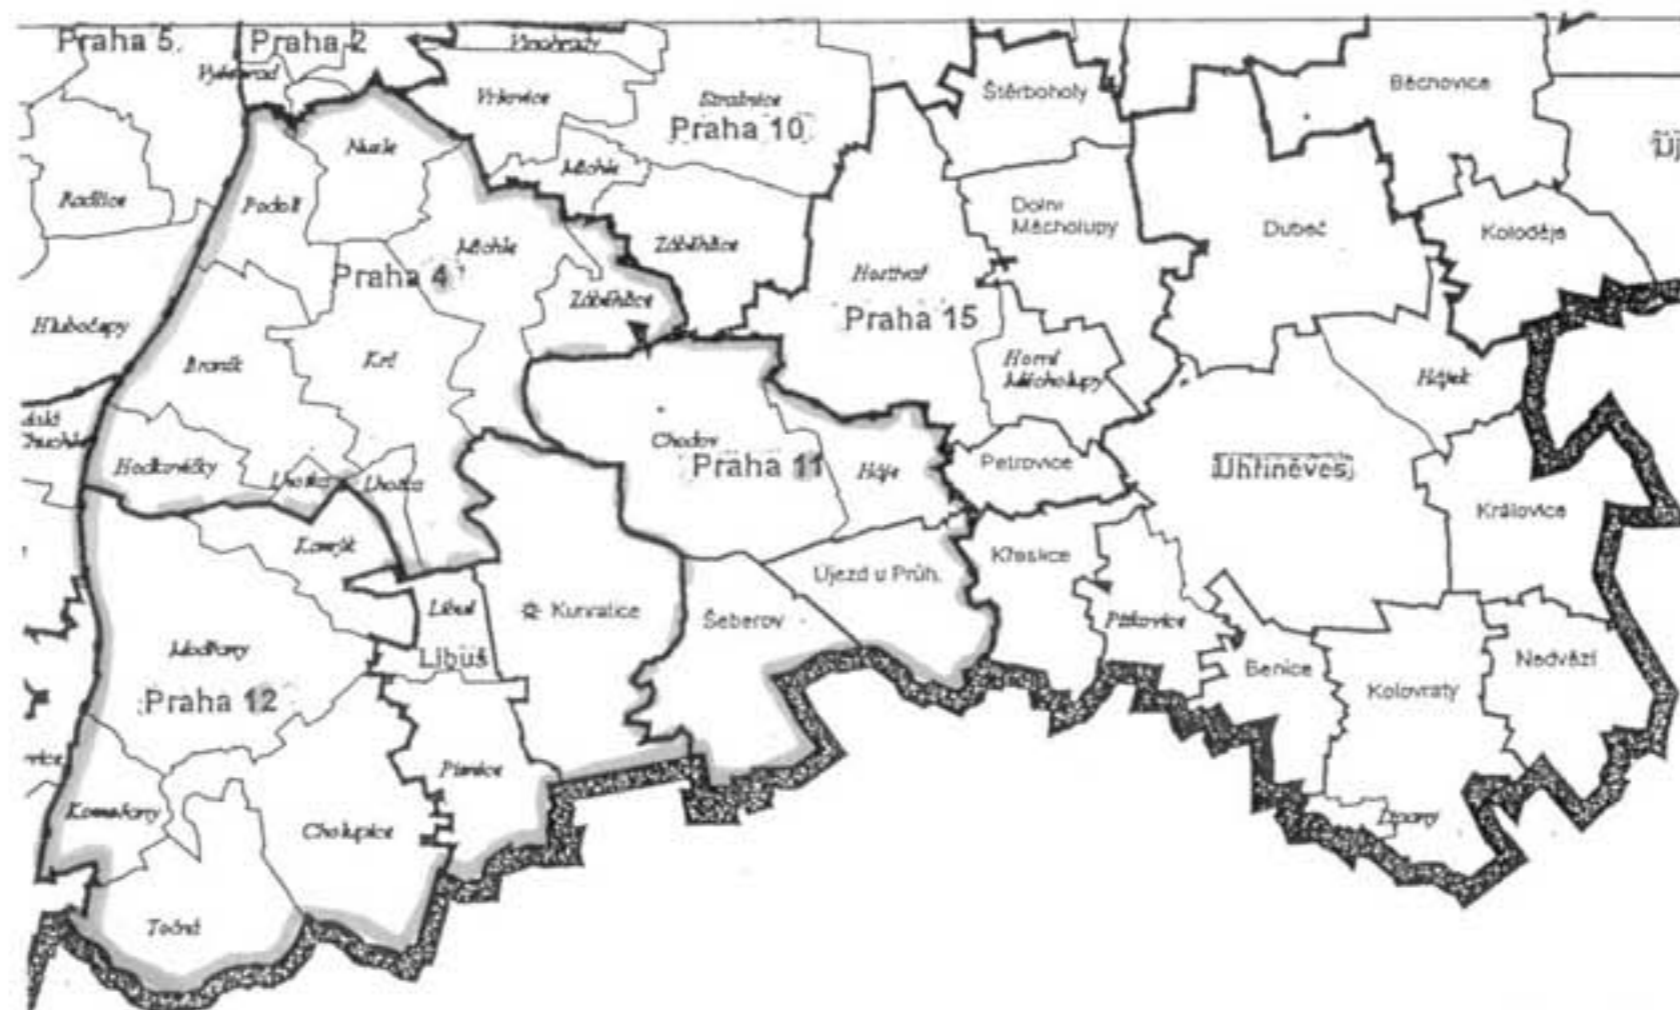 Praha 5.
Praha 2
Vinohrady
Vyšehrad
Vršovice
Strašnice
Praha 10
Štěrboholy
Běchovice
Nusle
Michle
Radlice
Podolí
Michle
Záběhlice
Dolní
Měcholupy
Dubeč
Koloděje
Praha 4
Záběhlice
Hostivař
Praha 15
Hlubočepy
Braník
Krč
Horní
Měcholupy
Hájek
Chodov
Praha 11
Háje
Petrovice
Uhříněves
Hodkovičky
Lhotka
Lhotka
Královice
Kamýk
Křeslice
Újezd u Průh.
Libuš
Kunratice
Šeberov
Pitkovice
Modřany
Libuš
Benice
Nedvězí
Praha 12
Kolovraty
Písnice
Komořany
Cholupice
Lipany
Točná